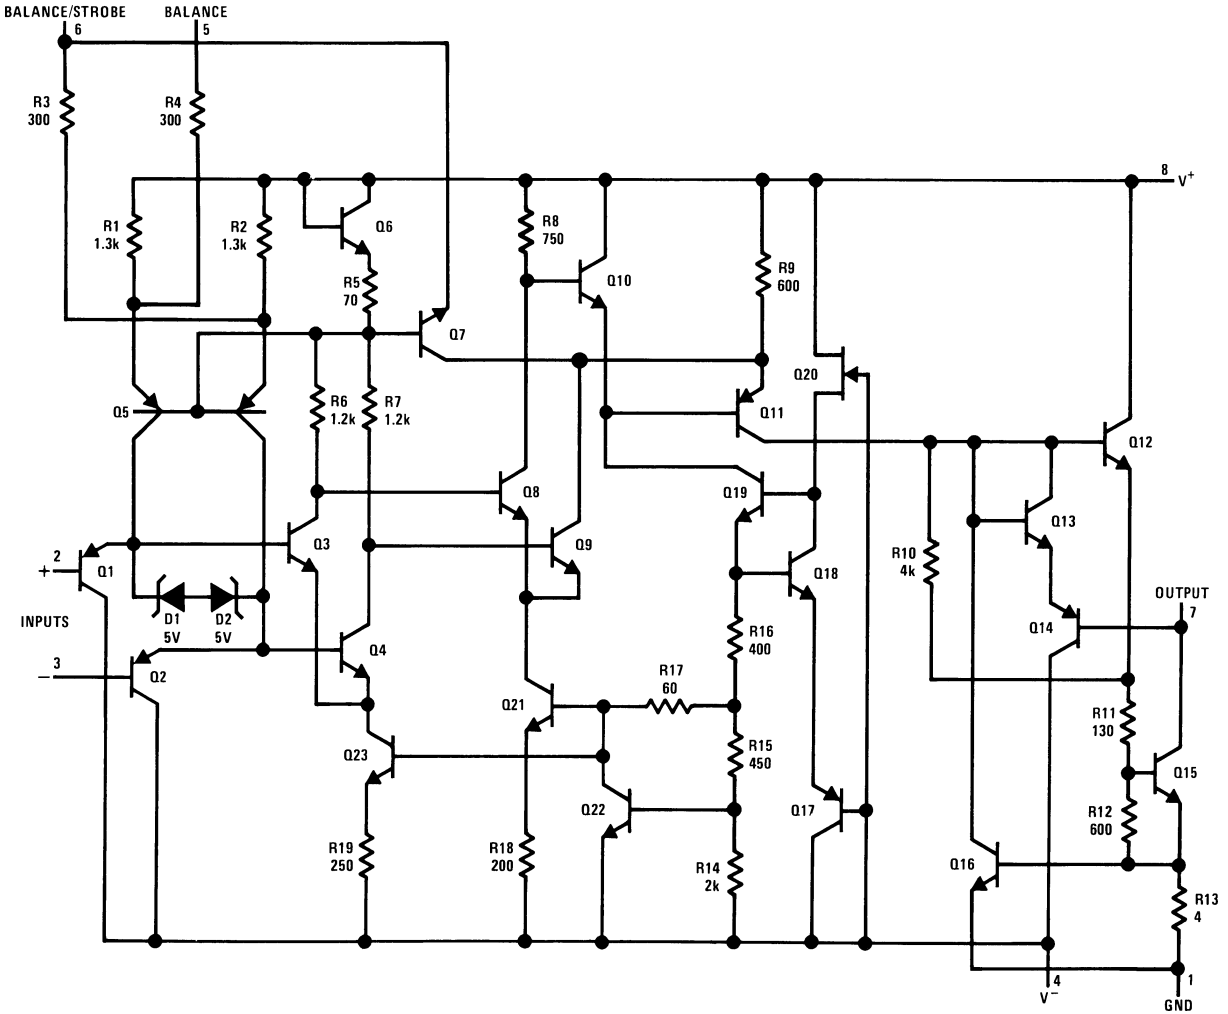 BALANCE/STROBE
6
BALANCE
5
R3
300
R4
300
8
V+
R1
1.3k
R2
1.3k
Q6
R5
70
R8
750
Q10
R9
600
Q7
Q5
R6
1.2k
R7
1.2k
Q20
Q11
Q12
Q8
Q19
Q3
Q9
Q13
2
+
Q1
Q18
R10
4k
INPUTS
D1
5V
D2
5V
OUTPUT
7
3
−
Q2
Q4
R16
400
Q14
R17
60
Q21
R11
130
Q23
R15
450
Q15
Q22
Q17
R12
600
R19
250
R18
200
R14
2k
Q16
R13
4
4
V−
1
GND